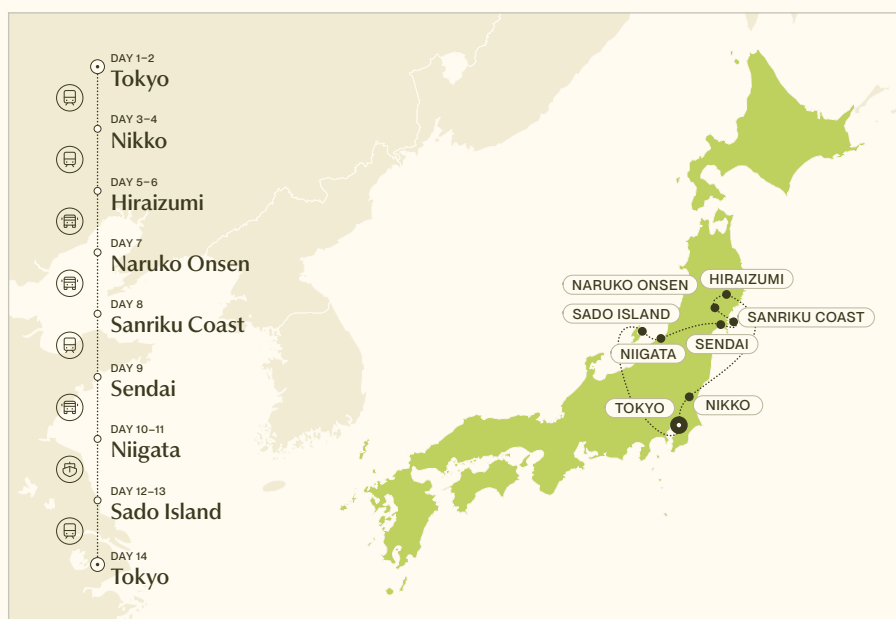 DAY 1–2
Tokyo
DAY 3–4
Nikko
DAY 5–6
Hiraizumi
DAY 7
Naruko Onsen
DAY 8
Sanriku Coast
DAY 9
Sendai
DAY 10–11
Niigata
DAY 12–13
Sado Island
DAY 14
Tokyo
NARUKO ONSEN
HIRAIZUMI
SADO ISLAND
SANRIKU COAST
NIIGATA
SENDAI
TOKYO
NIKKO